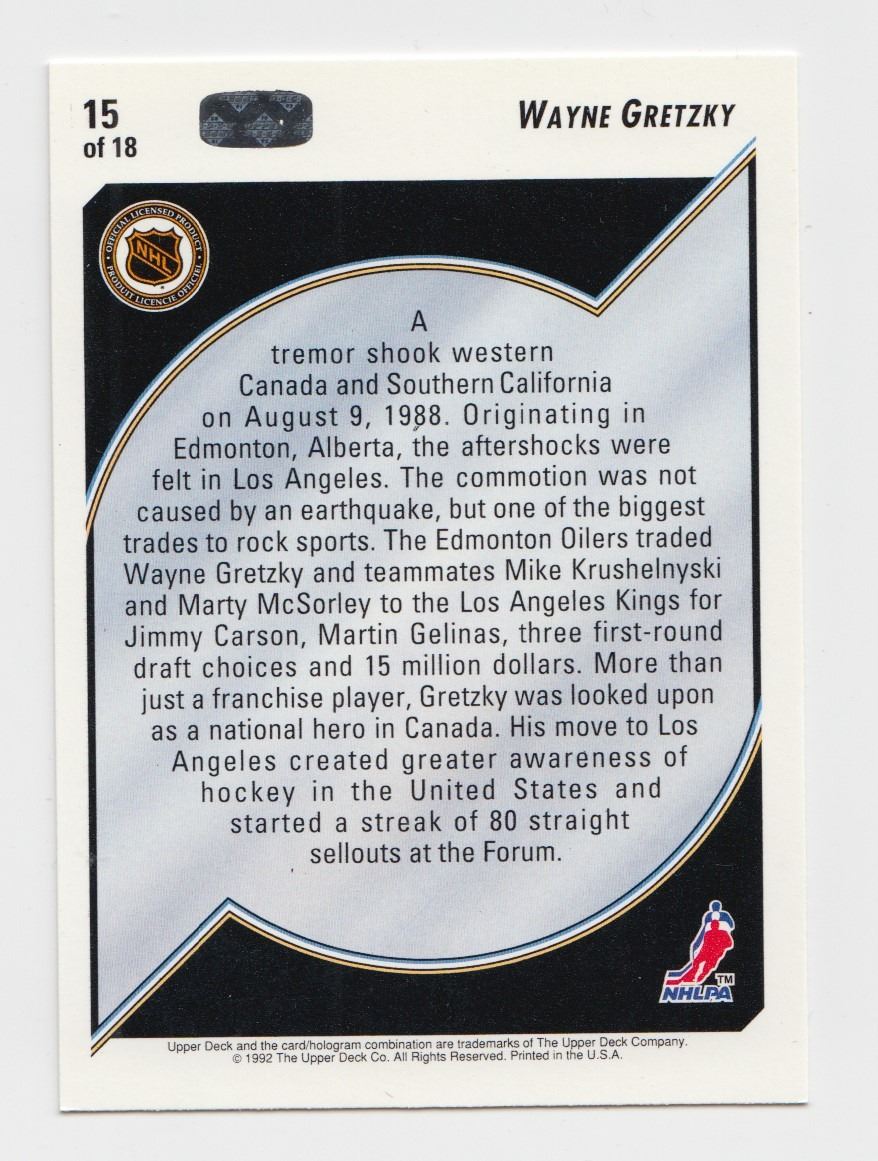 15
of 18
WAYNE GRETZKY
OFFICIAL LICENSED PRODUCT
NHL
PRODUIT LICENCIE OFFICIEL
A
tremor shook western
Canada and Southern California
on August 9, 1988. Originating in
Edmonton, Alberta, the aftershocks were
felt in Los Angeles. The commotion was not
caused by an earthquake, but one of the biggest
trades to rock sports. The Edmonton Oilers traded
Wayne Gretzky and teammates Mike Krushelnyski
and Marty McSorley to the Los Angeles Kings for
Jimmy Carson, Martin Gelinas, three first-round
draft choices and 15 million dollars. More than
just a franchise player, Gretzky was looked upon
as a national hero in Canada. His move to Los
Angeles created greater awareness of
hockey in the United States and
started a streak of 80 straight
sellouts at the Forum.
TM
NHLPA
Upper Deck and the card/hologram combination are trademarks of The Upper Deck Company.
© 1992 The Upper Deck Co. All Rights Reserved. Printed in the U.S.A.